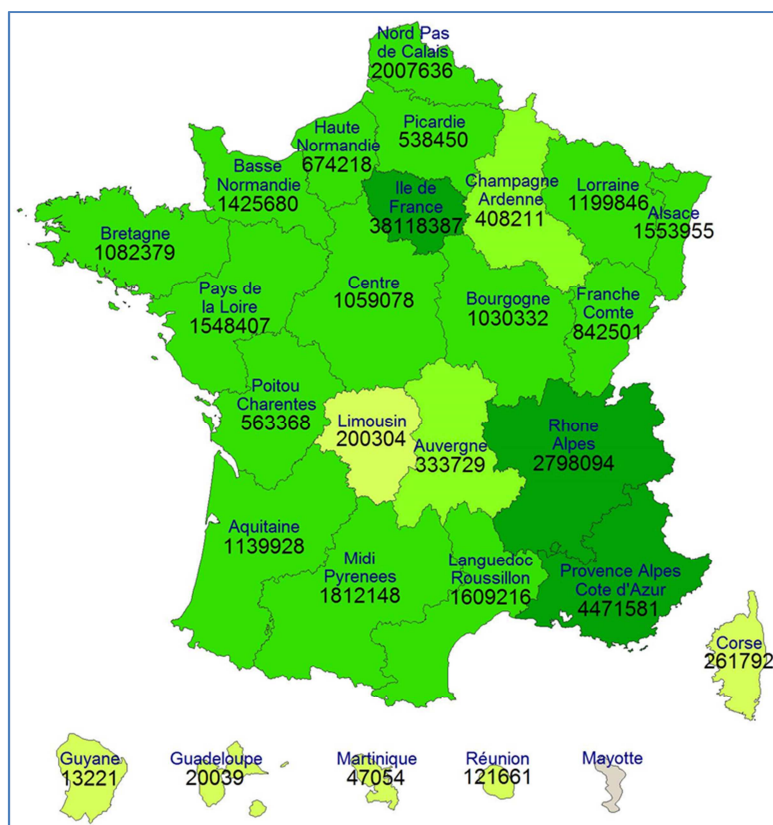 Nord Pas
de Calais
2007636
Picardie
538450
Haute
Normandie
674218
Basse
Normandie
1425680
Ile de
France
38118387
Champagne
Ardenne
408211
Lorraine
1199846
Alsace
1553955
Bretagne
1082379
Pays de
la Loire
1548407
Centre
1059078
Bourgogne
1030332
Franche
Comte
842501
Poitou
Charentes
563368
Limousin
200304
Auvergne
333729
Rhone
Alpes
2798094
Aquitaine
1139928
Midi
Pyrenees
1812148
Languedoc
Roussillon
1609216
Provence Alpes
Cote d'Azur
4471581
Corse
261792
Guyane
13221
Guadeloupe
20039
Martinique
47054
Réunion
121661
Mayotte